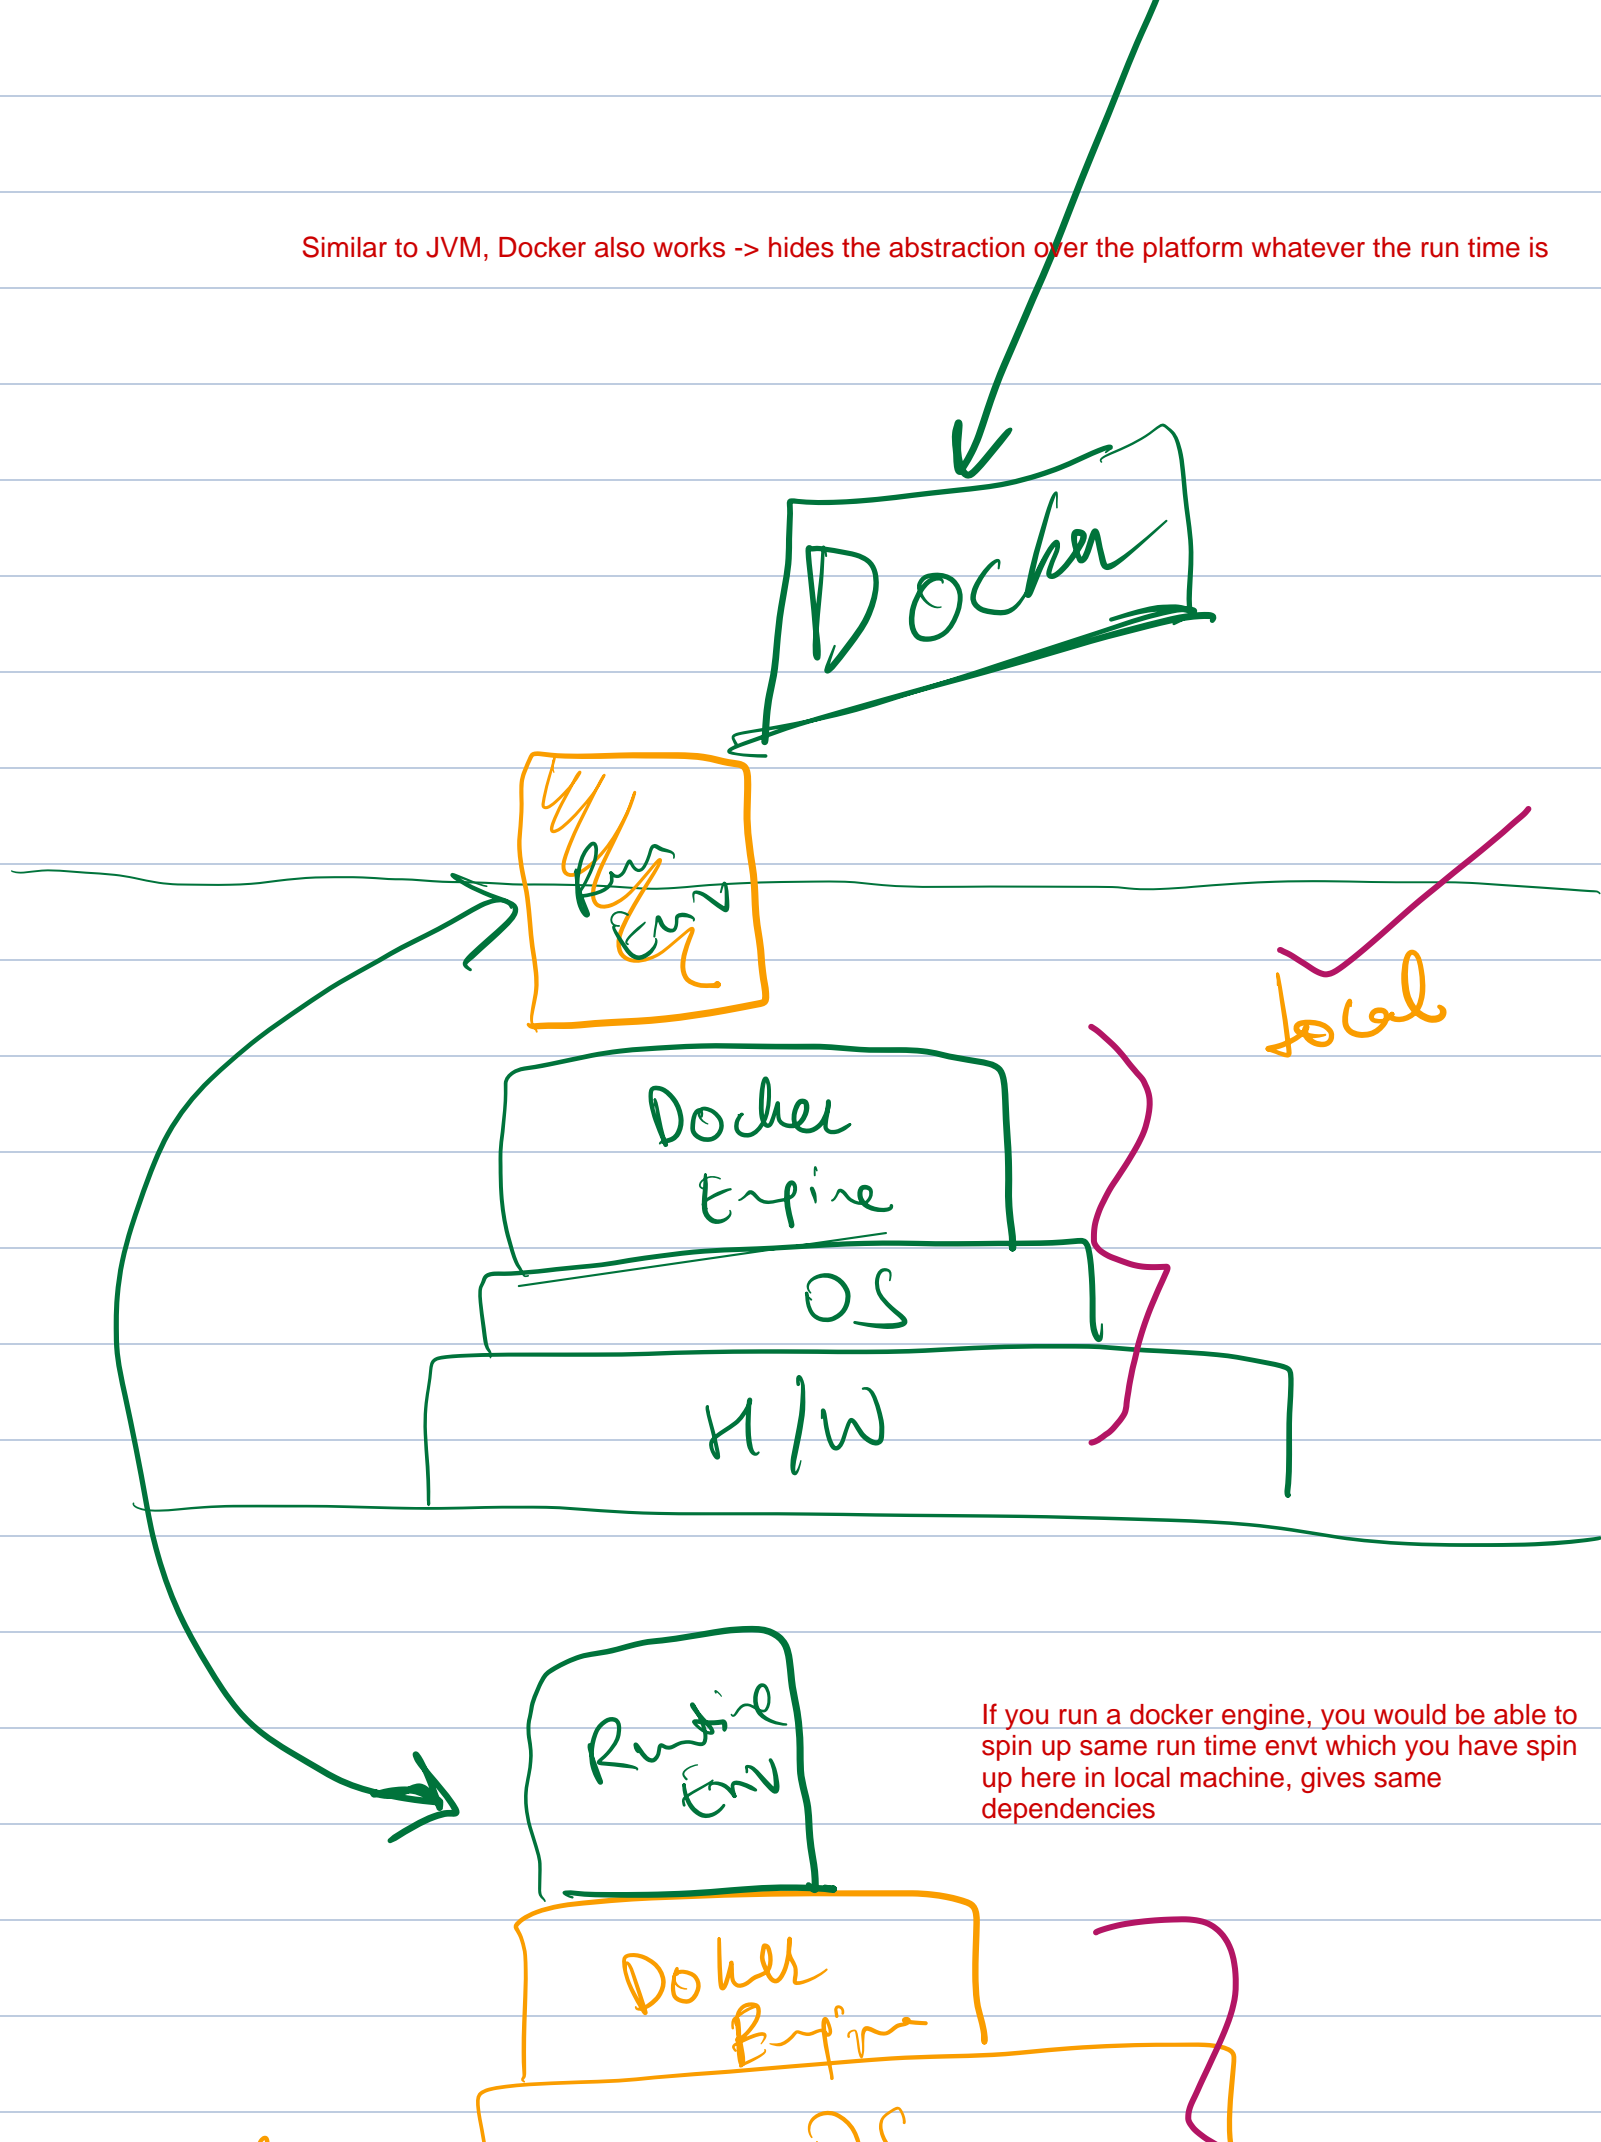 Similar to JVM, Docker also works -> hides the abstraction over the platform whatever the run time is
Docker
Run
Env
Local
Docker
Engine
OS
H/W
Runtime
Env
If you run a docker engine, you would be able to
spin up same run time envt which you have spin
up here in local machine, gives same
dependencies
Docker
Engine
OS